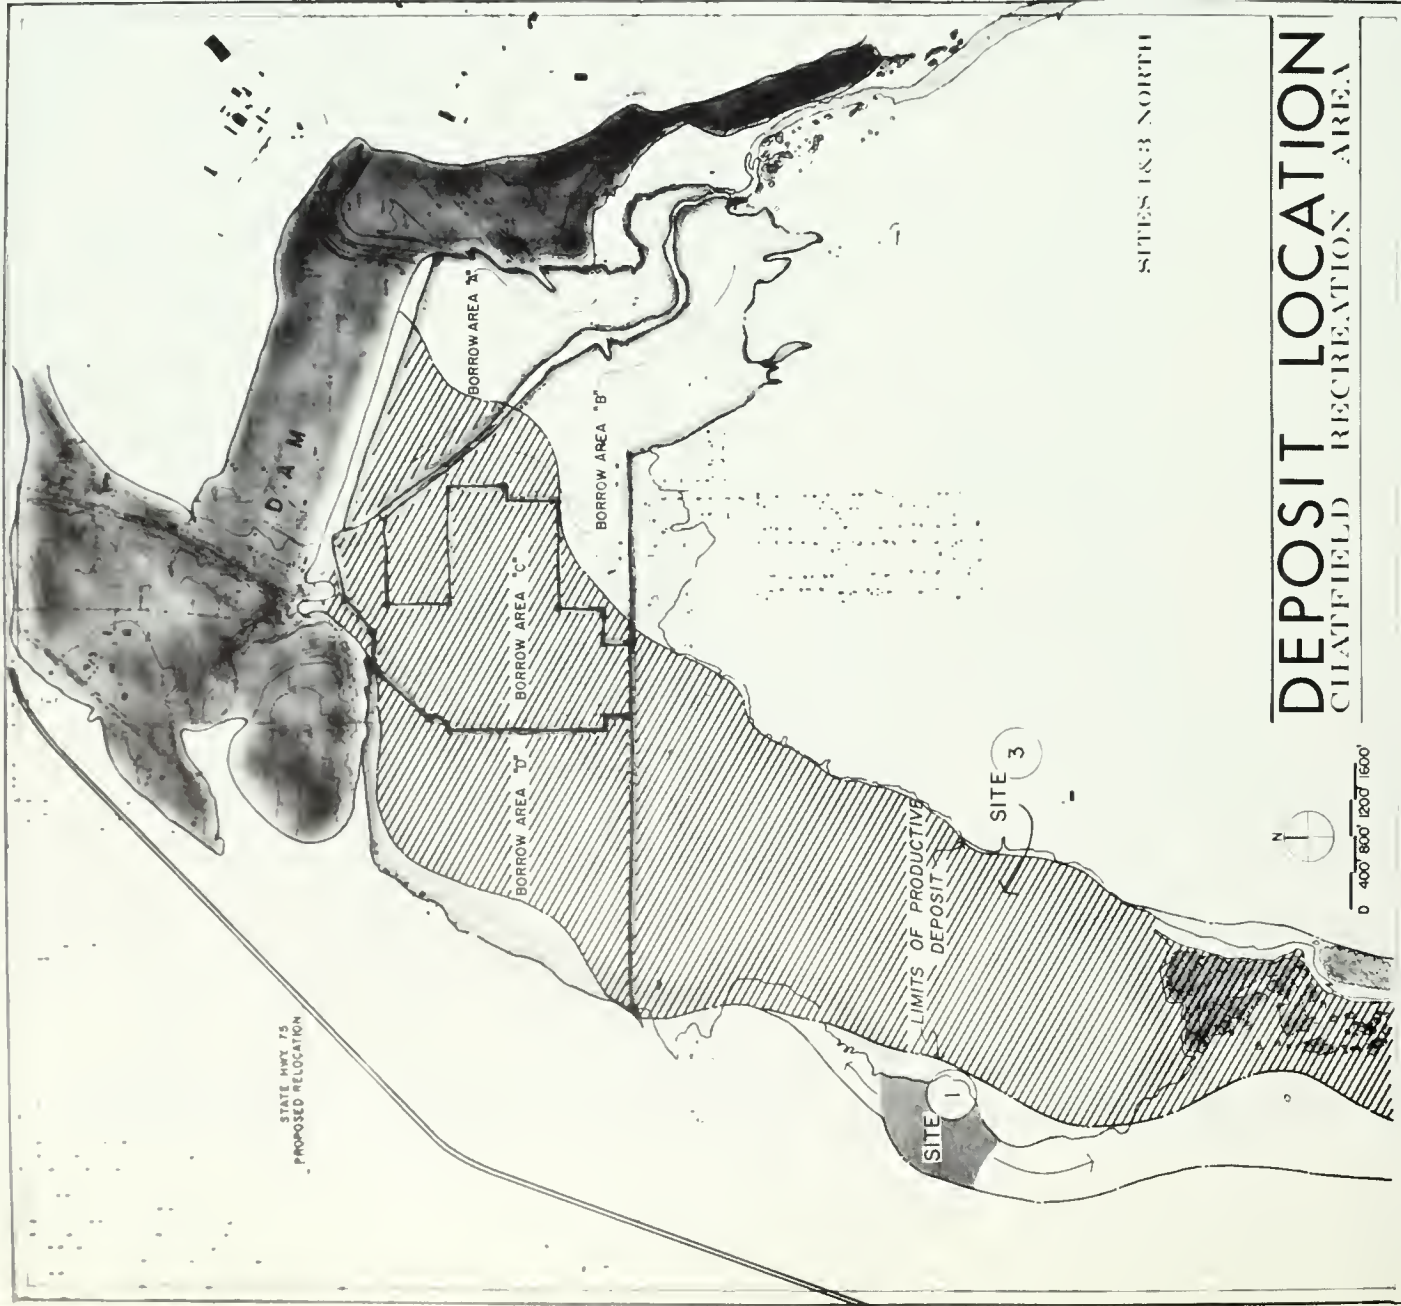 DEPOSIT LOCATION
CHATFIELD RECREATION AREA
SITES 1&3 NORTH
DAM
BORROW AREA "A"
BORROW AREA "B"
BORROW AREA "C"
BORROW AREA "D"
LIMITS OF PRODUCTIVE
DEPOSIT
SITE 3
SITE 1
STATE HWY 75
PROPOSED RELOCATION
N
0 400' 800' 1200' 1600'